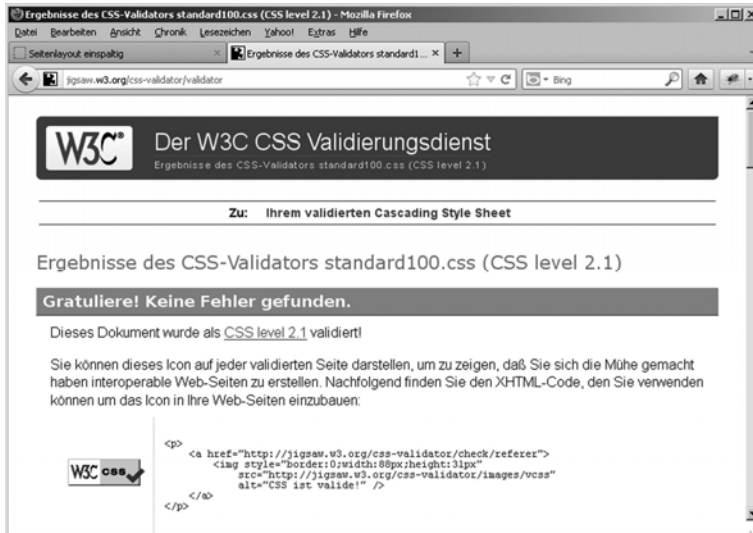 Ergebnisse des CSS-Validators standard100.css (CSS level 2.1) - Mozilla Firefox
Datei Bearbeiten Ansicht Chronik Lesezeichen Yahoo! Extras Hilfe
Seitenlayout einspaltig × Ergebnisse des CSS-Validators standard1... × +
jigsaw.w3.org/css-validator/validator Bing
W3C® Der W3C CSS Validierungsdienst
Ergebnisse des CSS-Validators standard100.css (CSS level 2.1)
Zu: Ihrem validierten Cascading Style Sheet
Ergebnisse des CSS-Validators standard100.css (CSS level 2.1)
Gratuliere! Keine Fehler gefunden.
Dieses Dokument wurde als CSS level 2.1 validiert!
Sie können dieses Icon auf jeder validierten Seite darstellen, um zu zeigen, daß Sie sich die Mühe gemacht
haben interoperable Web-Seiten zu erstellen. Nachfolgend finden Sie den XHTML-Code, den Sie verwenden
können um das Icon in Ihre Web-Seiten einzubauen:
W3C css
<p>
<a href="http://jigsaw.w3.org/css-validator/check/referer">
<img style="border:0;width:88px;height:31px"
src="http://jigsaw.w3.org/css-validator/images/vcss"
alt="CSS ist valide!" />
</a>
</p>